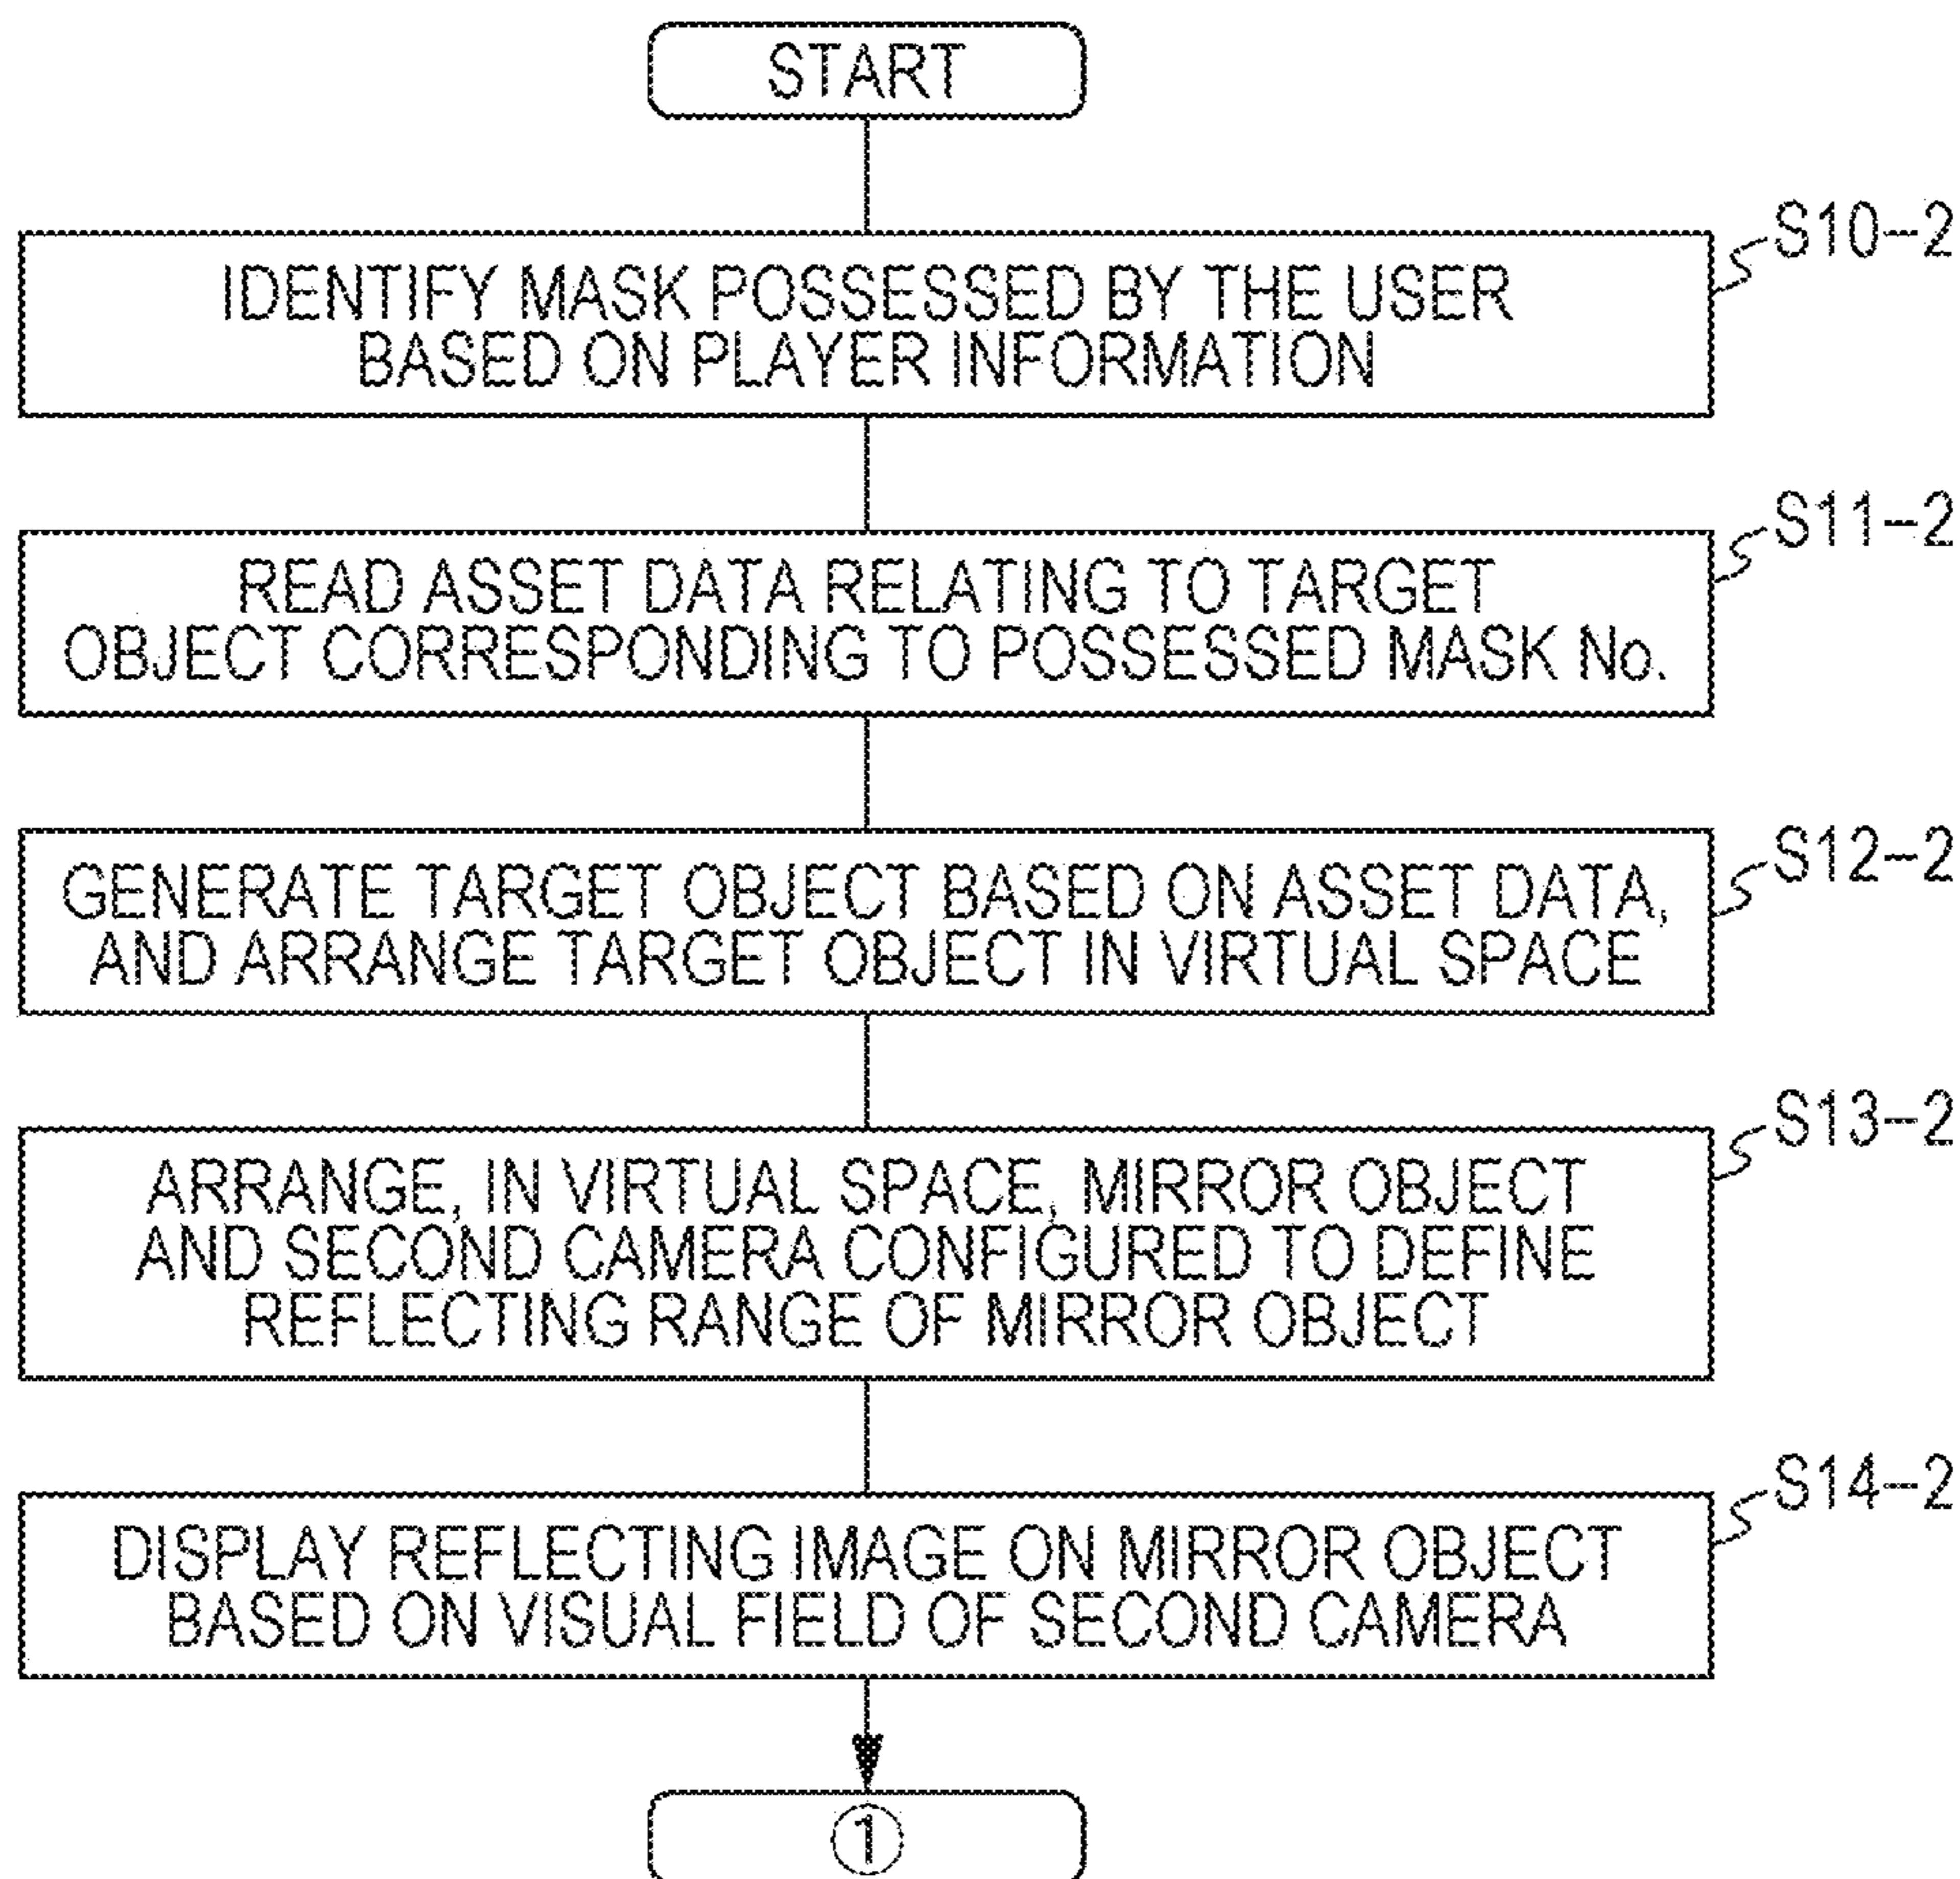 START
S10-2
IDENTIFY MASK POSSESSED BY THE USER
BASED ON PLAYER INFORMATION
S11-2
READ ASSET DATA RELATING TO TARGET
OBJECT CORRESPONDING TO POSSESSED MASK No.
S12-2
GENERATE TARGET OBJECT BASED ON ASSET DATA,
AND ARRANGE TARGET OBJECT IN VIRTUAL SPACE
S13-2
ARRANGE, IN VIRTUAL SPACE, MIRROR OBJECT
AND SECOND CAMERA CONFIGURED TO DEFINE
REFLECTING RANGE OF MIRROR OBJECT
S14-2
DISPLAY REFLECTING IMAGE ON MIRROR OBJECT
BASED ON VISUAL FIELD OF SECOND CAMERA
①